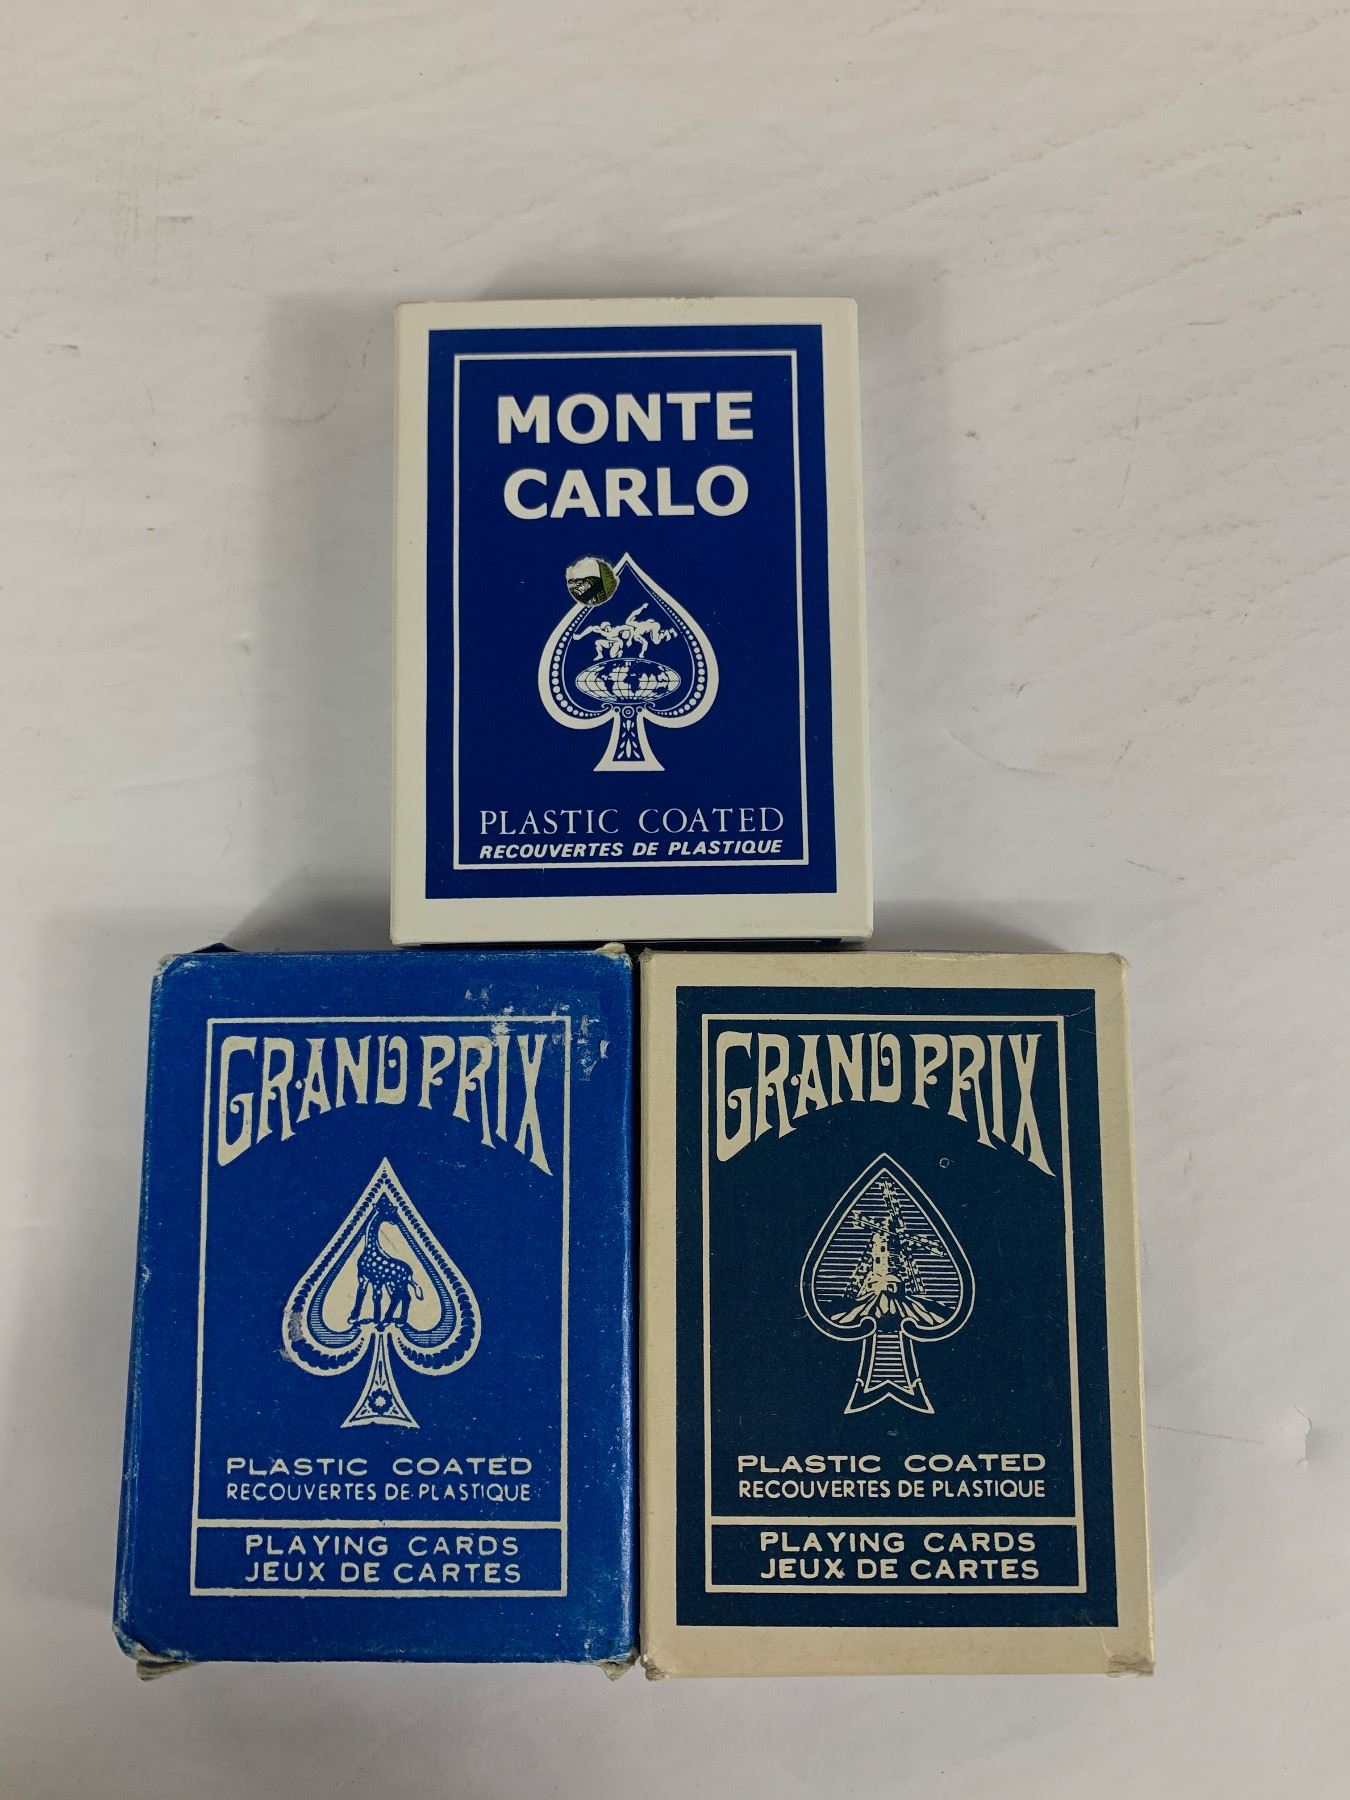 MONTE
CARLO
PLASTIC COATED
RECOUVERTES DE PLASTIQUE
GRAND PRIX
PLASTIC COATED
RECOUVERTES DE PLASTIQUE
PLAYING CARDS
JEUX DE CARTES
GRAND PRIX
PLASTIC COATED
RECOUVERTES DE PLASTIQUE
PLAYING CARDS
JEUX DE CARTES